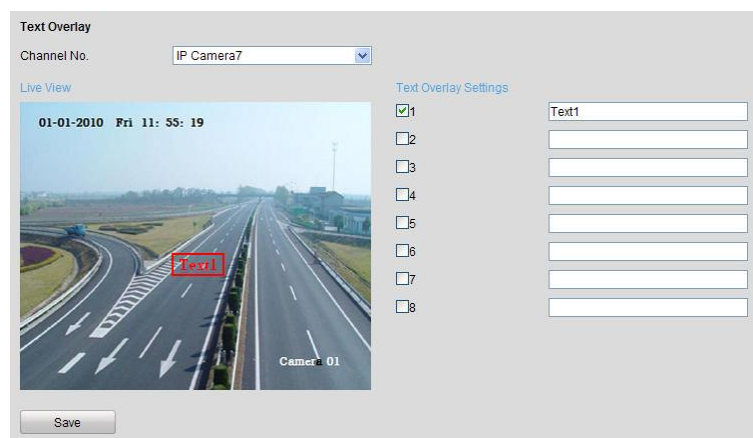 Text Overlay
Channel No.
IP Camera7
Live View
Text Overlay Settings
01-01-2010 Fri 11: 55: 19
Text1
Camera 01
1
Text1
2
3
4
5
6
7
8
Save